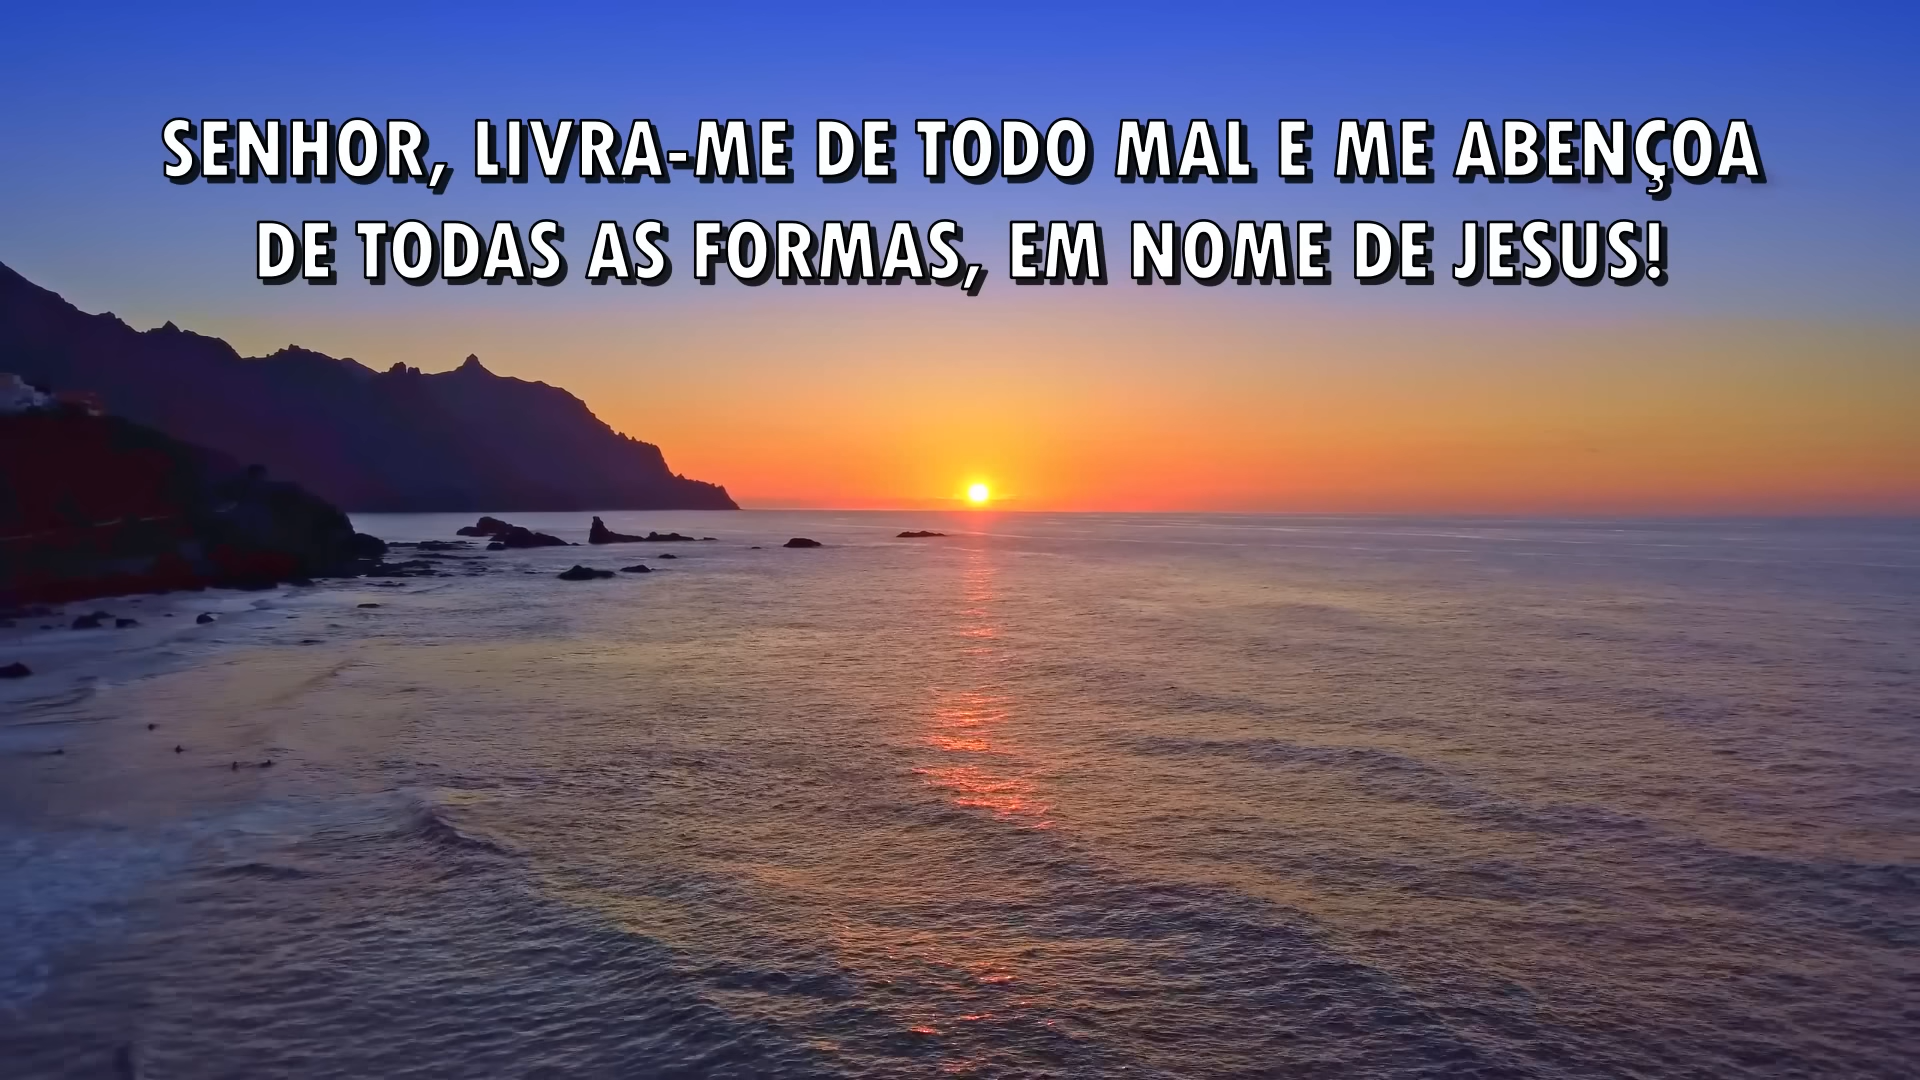 SENHOR, LIVRA-ME DE TODO MAL E ME ABENÇOA
DE TODAS AS FORMAS, EM NOME DE JESUS!